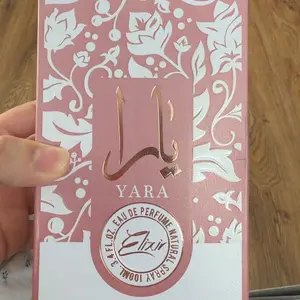 يارا
YARA
3.4 FL.OZ. EAU DE PERFUME NATURAL SPRAY 100ML
Elixir